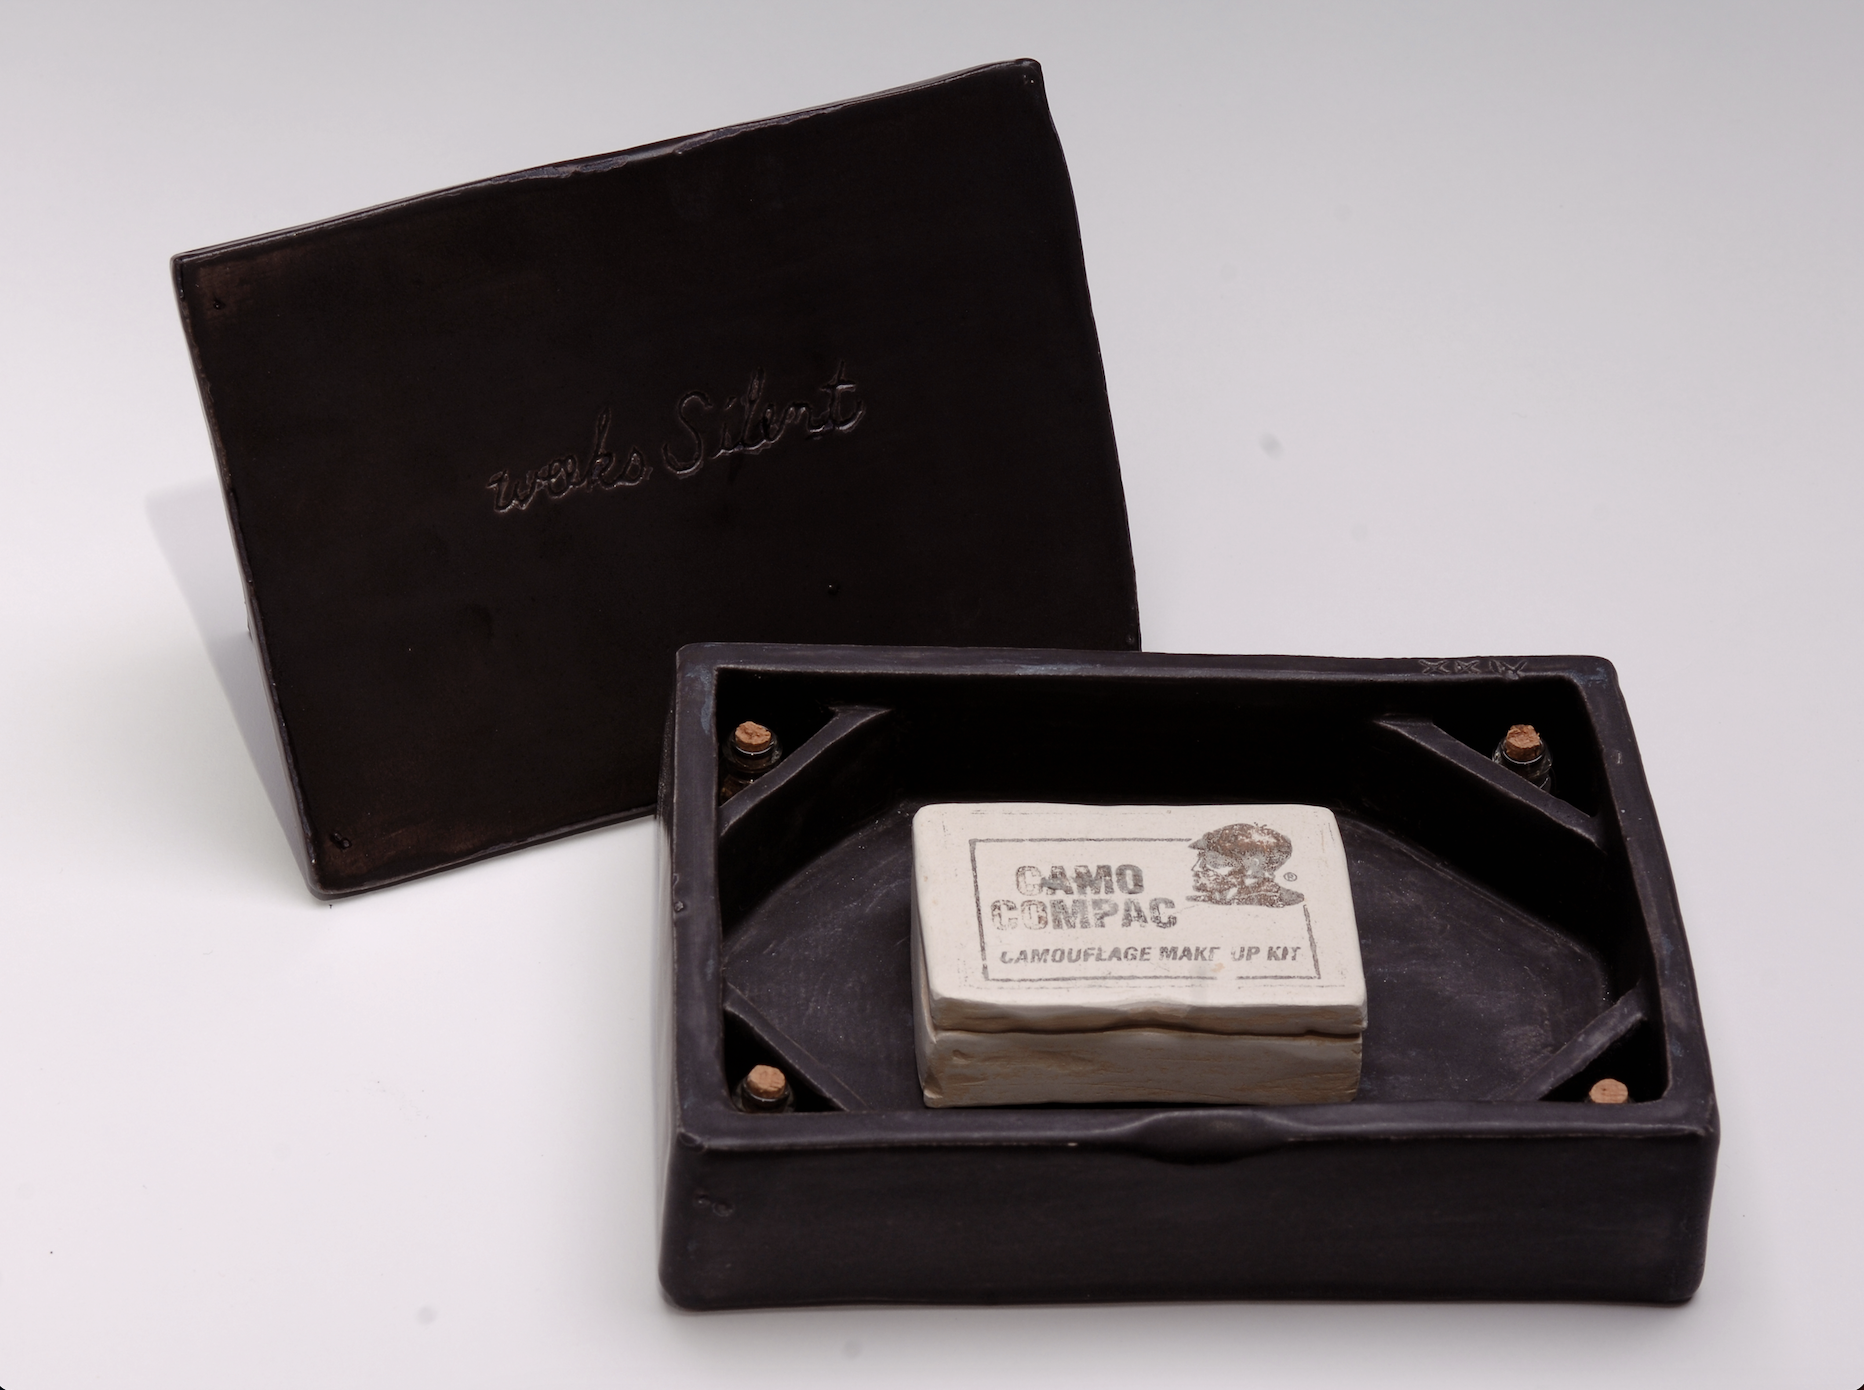 works Silent
CAMO
COMPAC
®
CAMOUFLAGE MAKE UP KIT